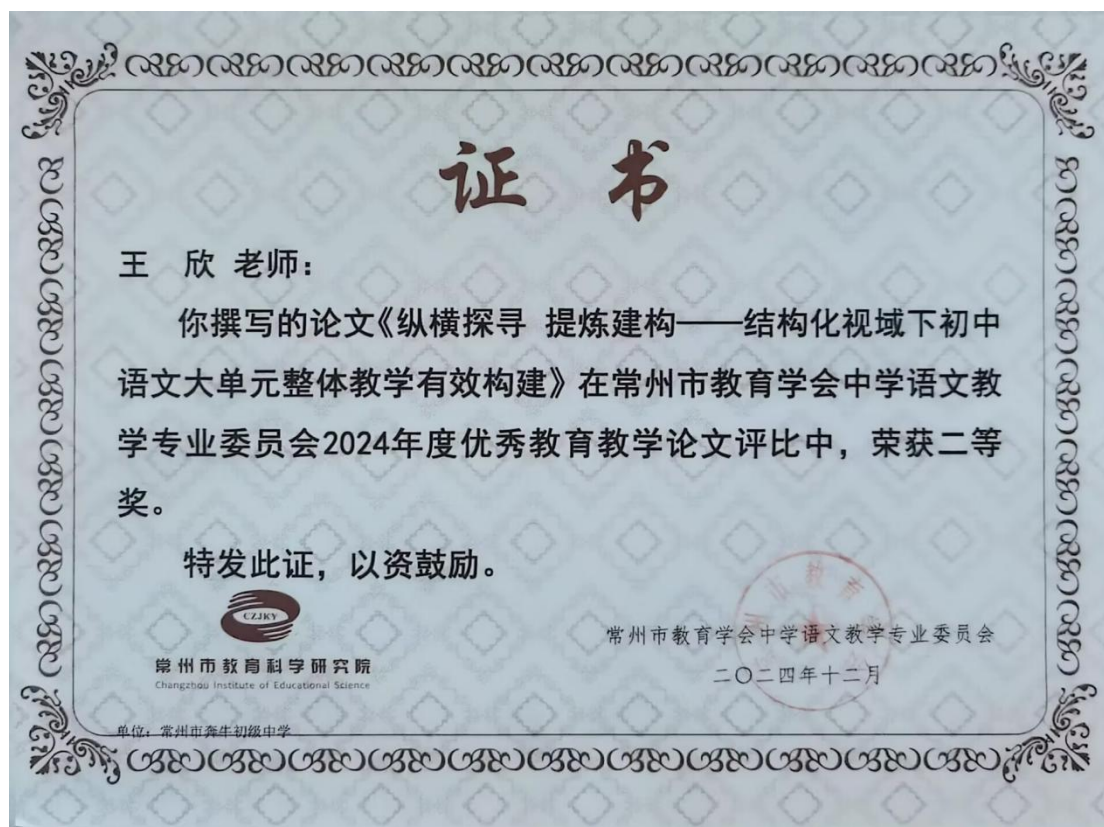 证 书
王 欣 老师：
你撰写的论文《纵横探寻 提炼建构——结构化视域下初中
语文大单元整体教学有效构建》在常州市教育学会中学语文教
学专业委员会2024年度优秀教育教学论文评比中，荣获二等
奖。
特发此证，以资鼓励。
CZJKY
常州市教育科学研究院
Changzhou Institute of Educational Science
常州市教育学会中学语文教学专业委员会
二〇二四年十二月
单位：常州市奔牛初级中学